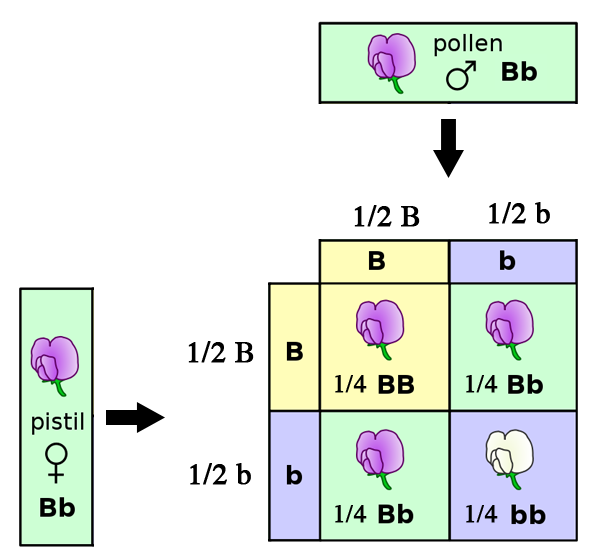 pollen
♂ Bb
1/2 B 1/2 b
B b
1/2 B B
1/4 BB 1/4 Bb
pistil
♀
Bb
1/2 b b
1/4 Bb 1/4 bb